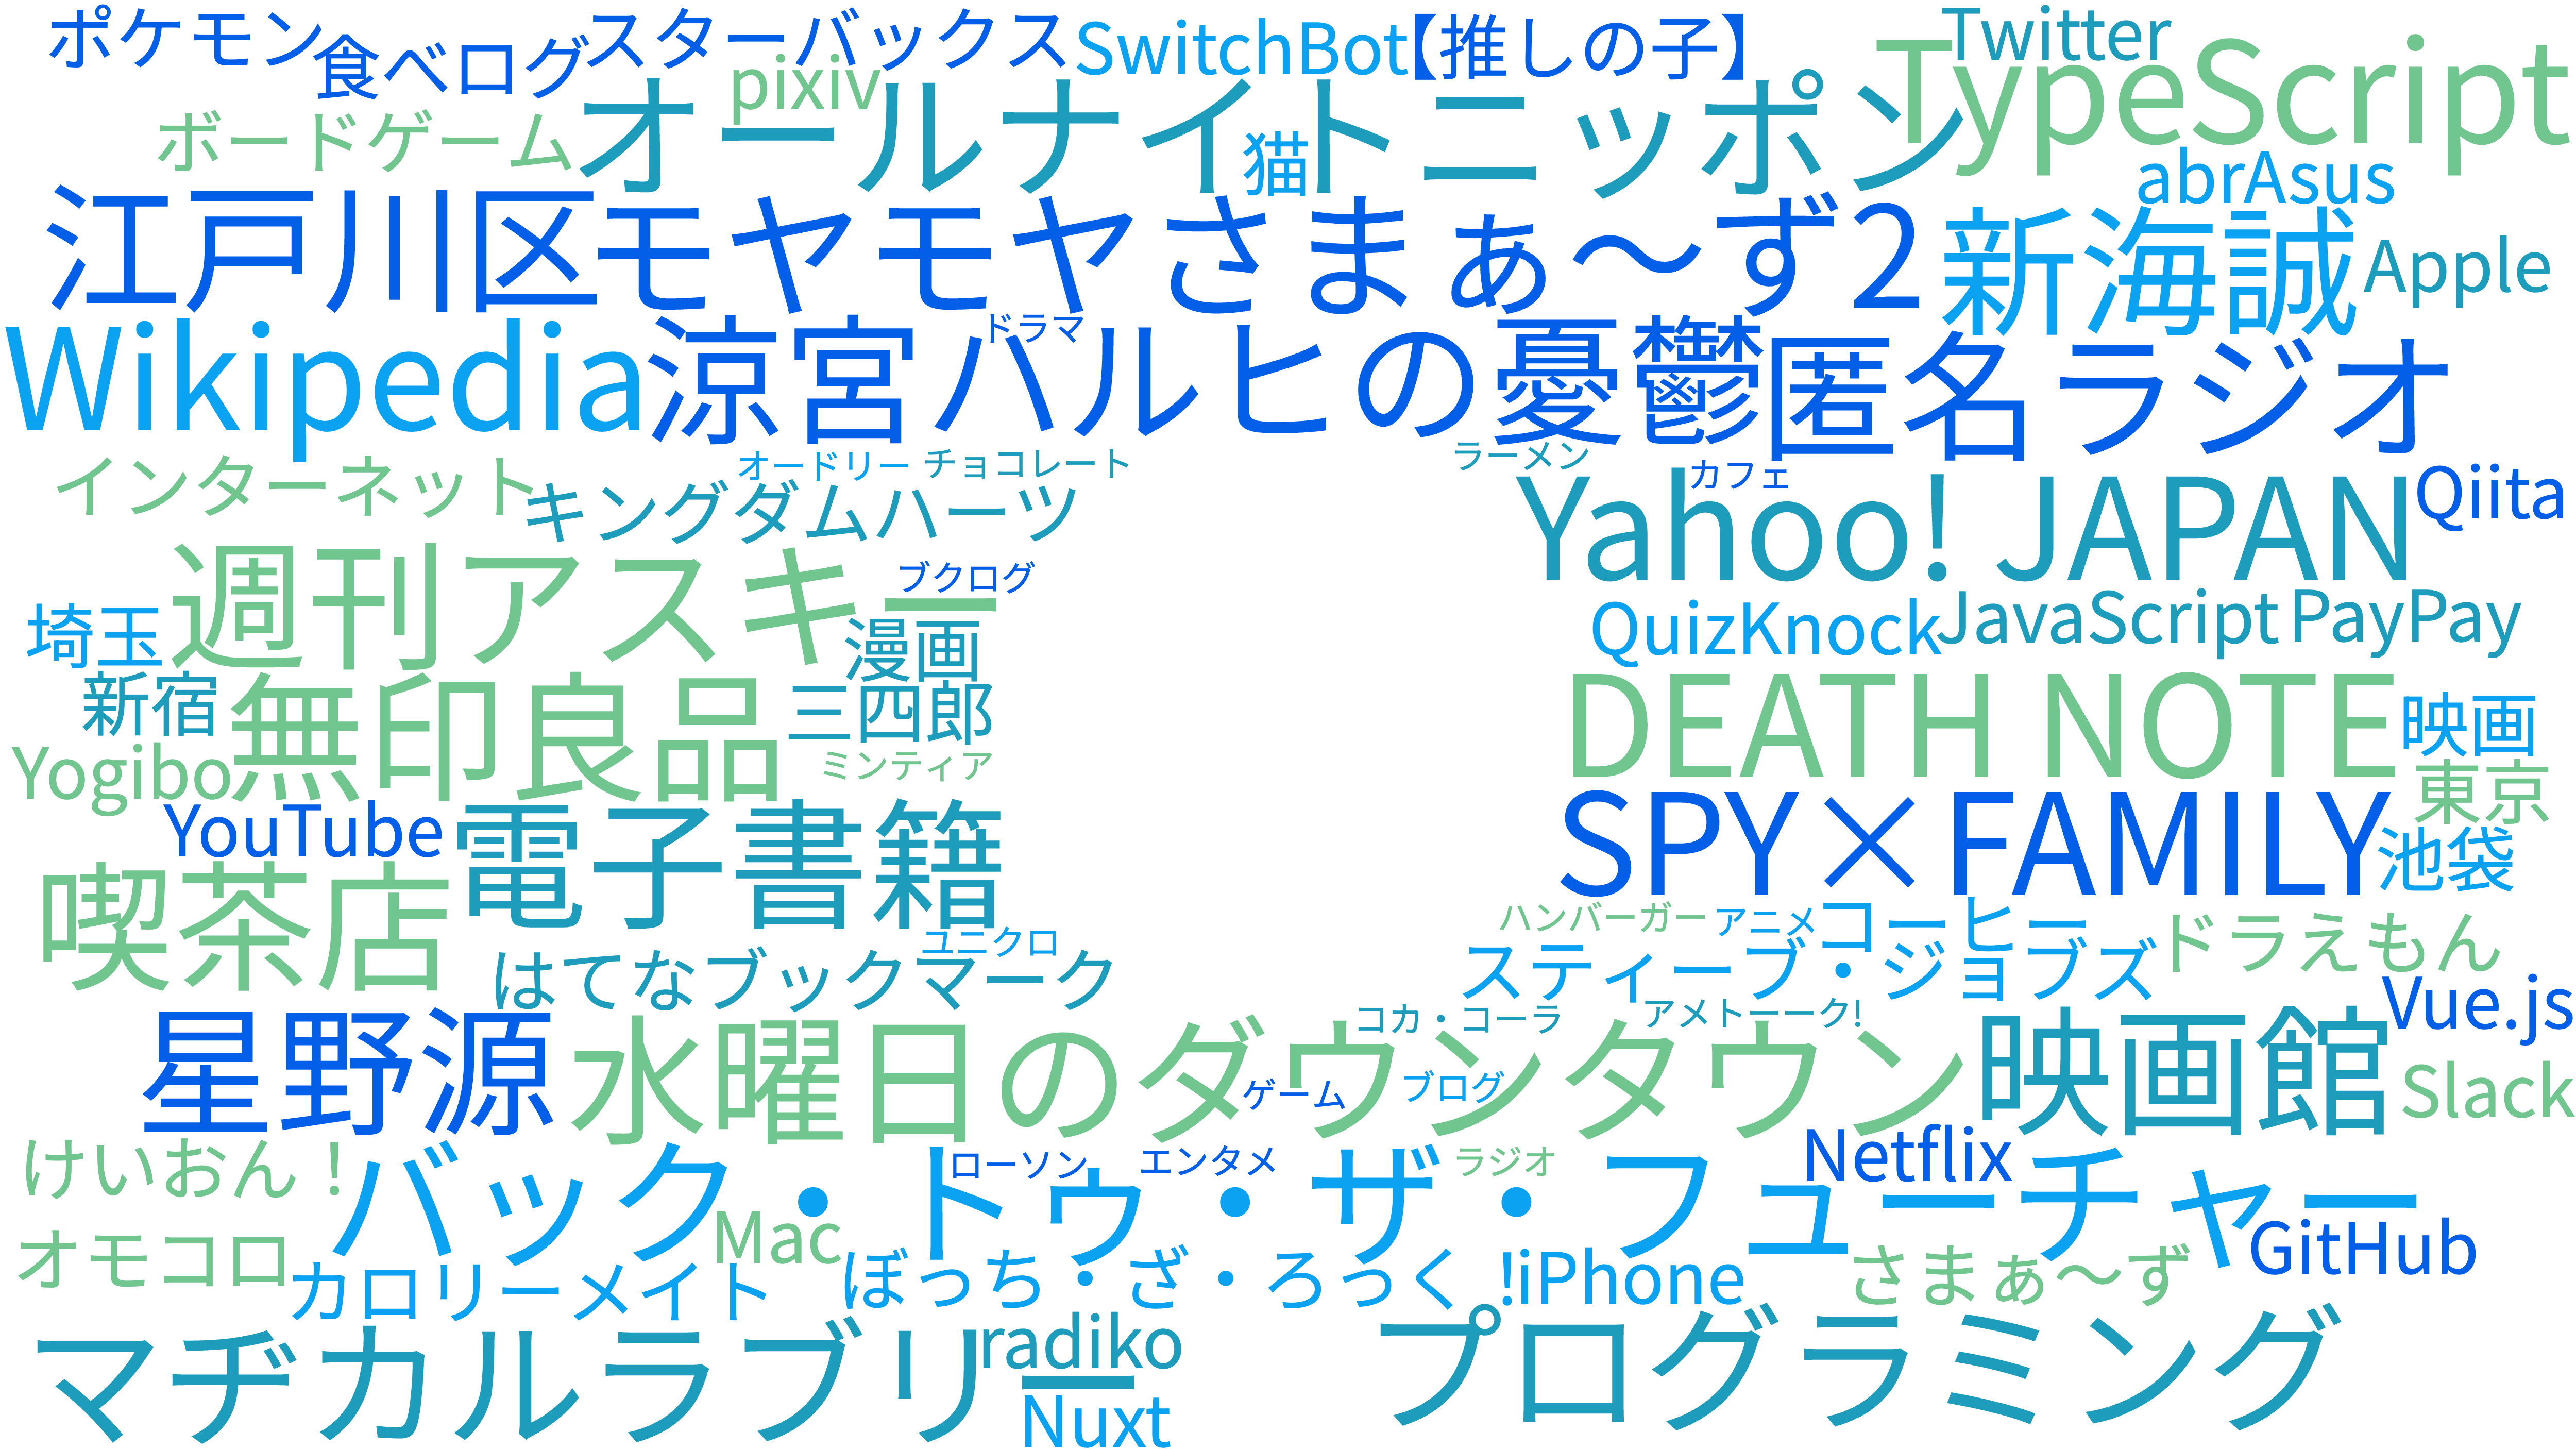 ポケモン
食べログ
スターバックス
SwitchBot
【推しの子】
Twitter
TypeScript
pixiv
ボードゲーム
オールナイトニッポン
猫
abrAsus
江戸川区
モヤモヤさまぁ〜ず2
新海誠
Apple
Wikipedia
涼宮ハルヒの憂鬱
ドラマ
匿名ラジオ
インターネット
オードリー
チョコレート
ラーメン
カフェ
キングダムハーツ
Yahoo! JAPAN
Qiita
週刊アスキー
ブクログ
埼玉
漫画
QuizKnock
JavaScript
PayPay
新宿
無印良品
三四郎
DEATH NOTE
映画
Yogibo
ミンティア
東京
YouTube
電子書籍
SPY×FAMILY
池袋
喫茶店
ハンバーガー
アニメ
コーヒー
ドラえもん
ユニクロ
はてなブックマーク
スティーブ・ジョブズ
Vue.js
星野源
水曜日のダウンタウン
コカ・コーラ
アメトーーク!
映画館
ゲーム
ブログ
Slack
けいおん！
バック・トゥ・ザ・フューチャー
ローソン
エンタメ
ラジオ
Netflix
オモコロ
Mac
カロリーメイト
ぼっち・ざ・ろっく！
iPhone
さまぁ〜ず
GitHub
マヂカルラブリー
radiko
プログラミング
Nuxt